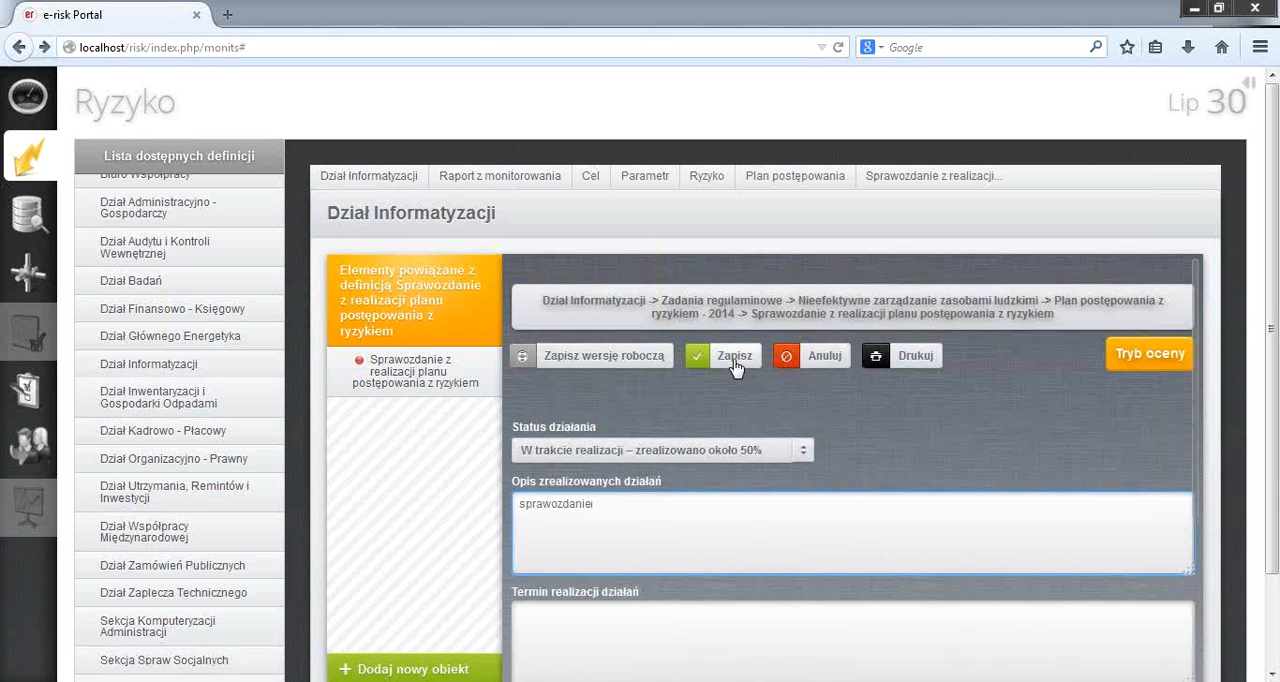 e-risk Portal
localhost/risk/index.php/monits#
Google
Ryzyko
Lip 30
Lista dostępnych definicji
Biuro Współpracy
Dział Administracyjno -
Gospodarczy
Dział Audytu i Kontroli
Wewnętrznej
Dział Badań
Dział Finansowo - Księgowy
Dział Głównego Energetyka
Dział Informatyzacji
Dział Inwentaryzacji i
Gospodarki Odpadami
Dział Kadrowo - Płacowy
Dział Organizacyjno - Prawny
Dział Utrzymania, Remintów i
Inwestycji
Dział Współpracy
Międzynarodowej
Dział Zamówień Publicznych
Dział Zaplecza Technicznego
Sekcja Komputeryzacji
Administracji
Sekcja Spraw Socjalnych
Dział Informatyzacji
Raport z monitorowania
Cel
Parametr
Ryzyko
Plan postępowania
Sprawozdanie z realizacji...
Dział Informatyzacji
Elementy powiązane z
definicją Sprawozdanie
z realizacji planu
postępowania z
ryzykiem
Sprawozdanie z
realizacji planu
postępowania z ryzykiem
+ Dodaj nowy obiekt
Dział Informatyzacji -> Zadania regulaminowe -> Nieefektywne zarządzanie zasobami ludzkimi -> Plan postępowania z
ryzykiem - 2014 -> Sprawozdanie z realizacji planu postępowania z ryzykiem
Zapisz wersję roboczą
Zapisz
Anuluj
Drukuj
Tryb oceny
Status działania
W trakcie realizacji – zrealizowano około 50%
Opis zrealizowanych działań
sprawozdanie
Termin realizacji działań